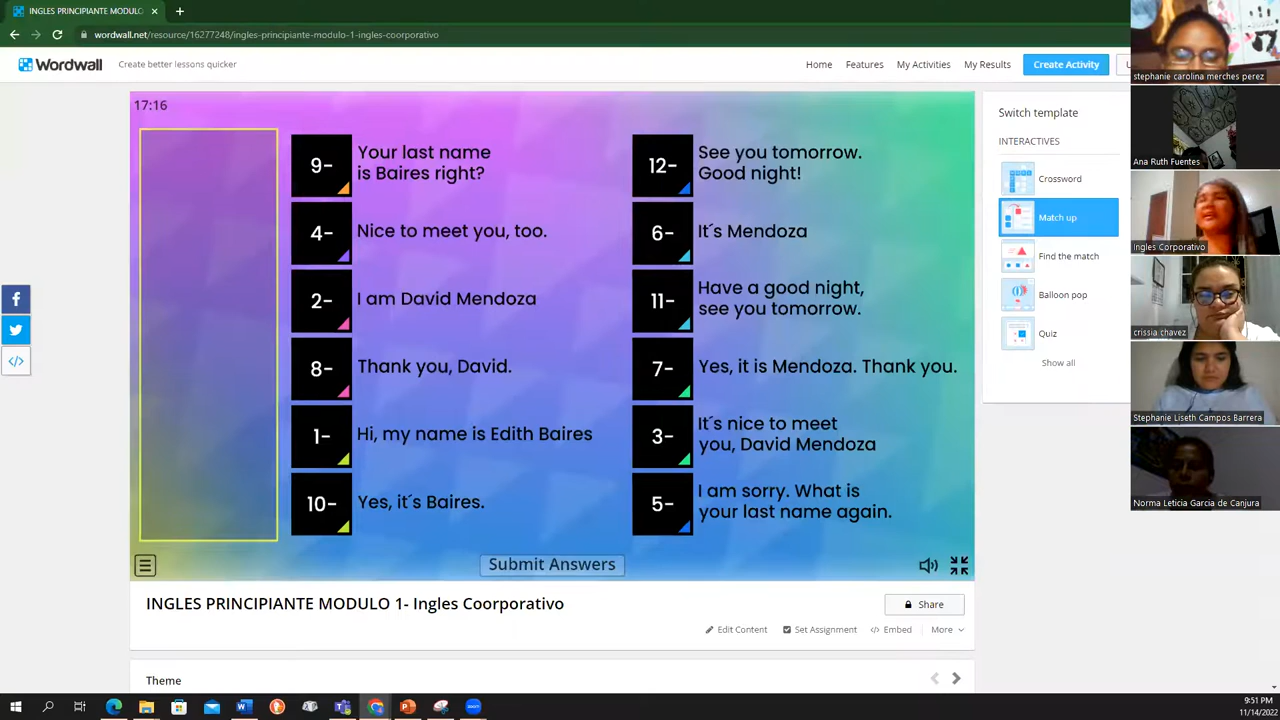 INGLES PRINCIPIANTE MODULO
wordwall.net/resource/16277248/ingles-principiante-modulo-1-ingles-coorporativo
Wordwall
Create better lessons quicker
Home
Features
My Activities
My Results
Create Activity
17:16
9-
Your last name
is Baires right?
4-
Nice to meet you, too.
2-
I am David Mendoza
8-
Thank you, David.
1-
Hi, my name is Edith Baires
10-
Yes, it´s Baires.
12-
See you tomorrow.
Good night!
6-
It´s Mendoza
11-
Have a good night,
see you tomorrow.
7-
Yes, it is Mendoza. Thank you.
3-
It´s nice to meet
you, David Mendoza
5-
I am sorry. What is
your last name again.
Submit Answers
INGLES PRINCIPIANTE MODULO 1- Ingles Coorporativo
Share
Edit Content
Set Assignment
Embed
More
Theme
Switch template
INTERACTIVES
Crossword
Match up
Find the match
Balloon pop
Quiz
Show all
stephanie carolina merches perez
Ana Ruth Fuentes
Ingles Corporativo
crissia chavez
Stephanie Liseth Campos Barrera
Norma Leticia Garcia de Canjura
9:51 PM
11/14/2022